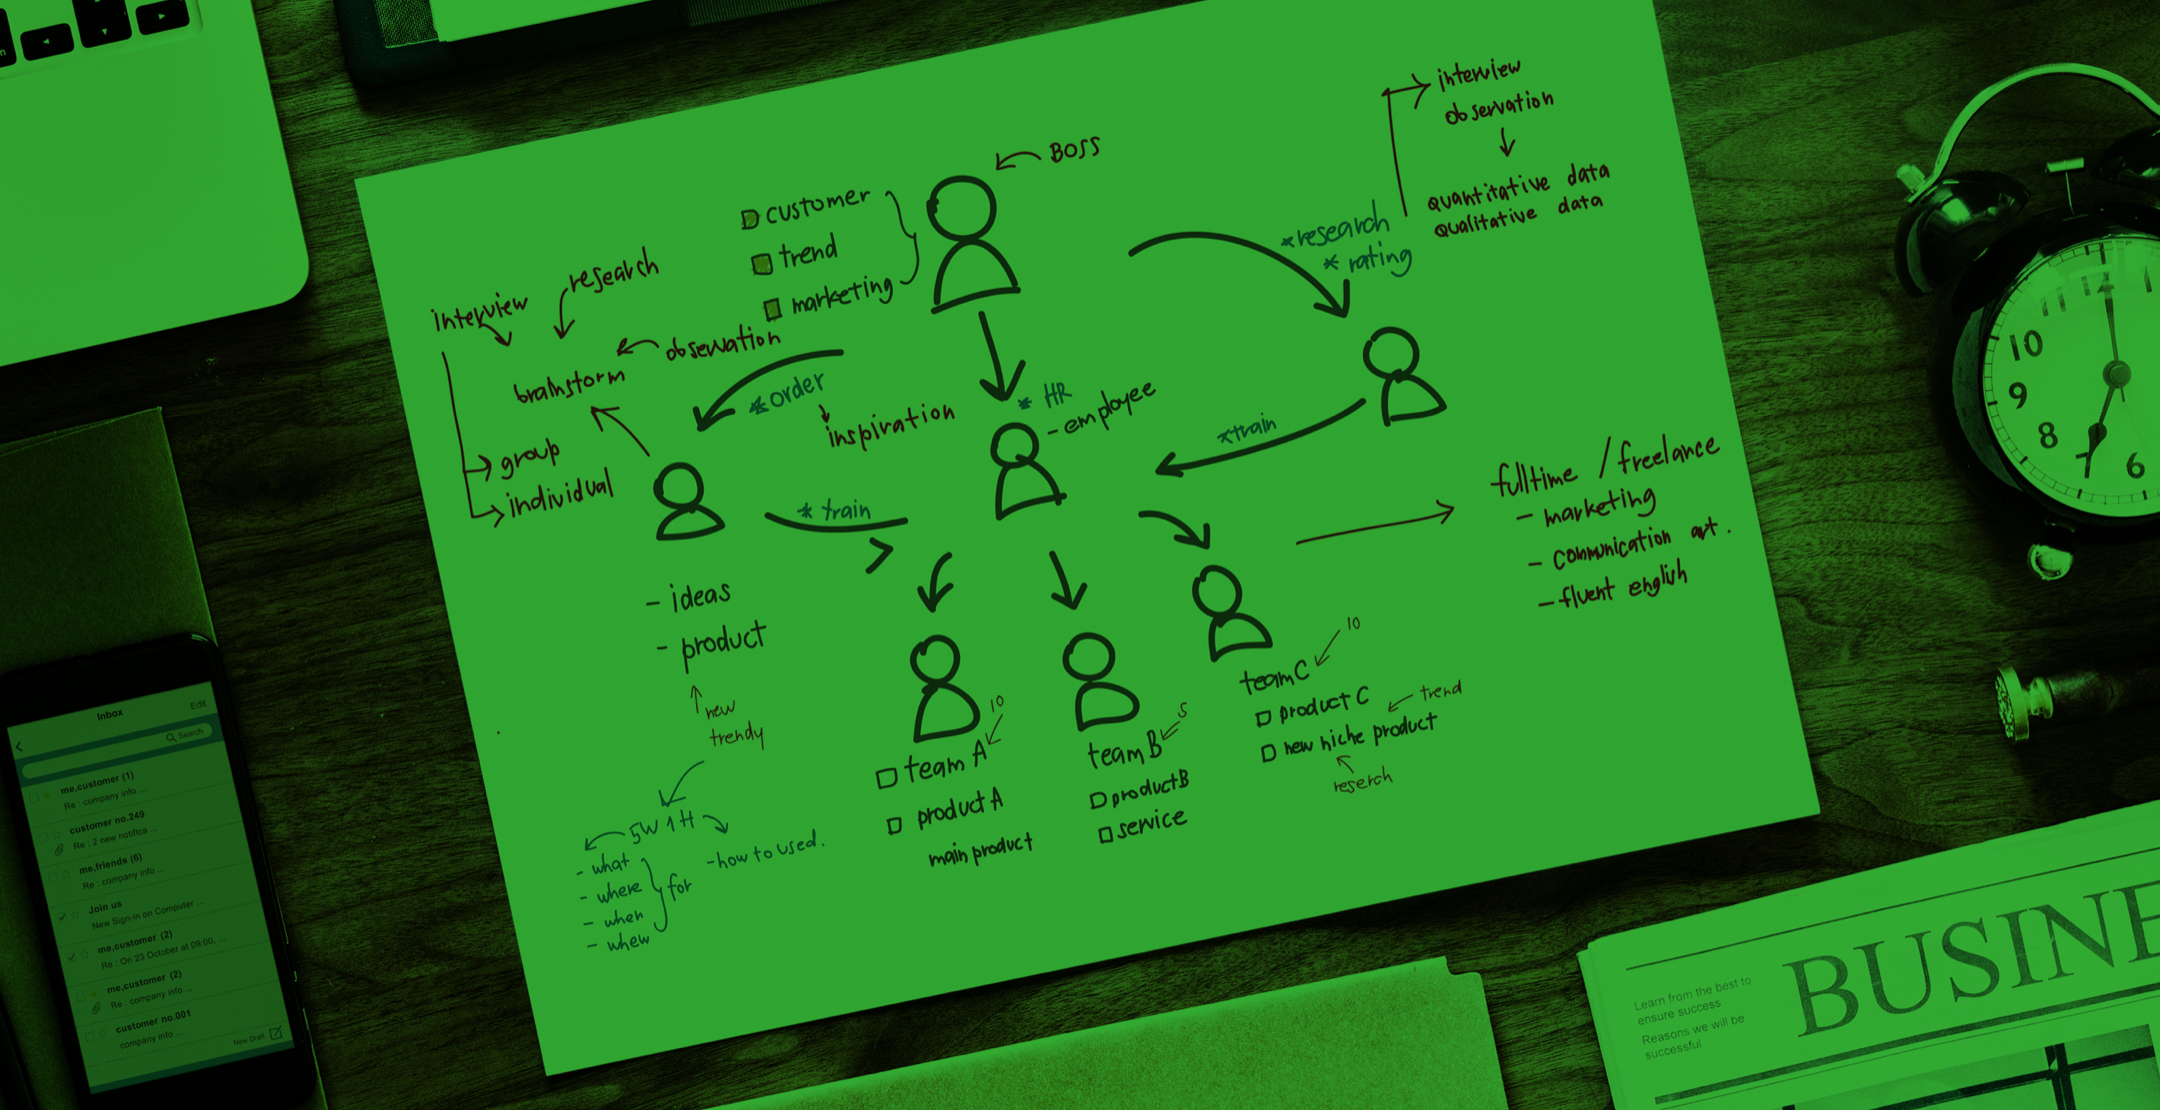 BOSS
customer
trend
marketing
interview
observation
quantitative data
qualitative data
*research
* rating
research
interview
observation
brainstorm
group
individual
*order
inspiration
* HR
- employee
*train
* train
- ideas
- product
new
trendy
5W 1H
- what
- where
- when
- whew
for
-how to used.
10
team A
product A
main product
5
team B
product B
service
10
team C
product C
new niche product
trend
reserch
fulltime / freelance
- marketing
- communication art.
- fluent english
Inbox
Edit
Search
me,customer (1)
Re : company info ...
customer no.249
Re : 2 new notifica ...
me,friends (6)
Re : company info ...
Join us
New Sign-in on Computer ...
me,customer (2)
Re : On 23 October at 09:00, ...
me,customer (2)
Re : company info ...
customer no.001
company info ...
New Draft
10
9
8
6
BUSINE
Learn from the best to
ensure success
Reasons we will be
successful